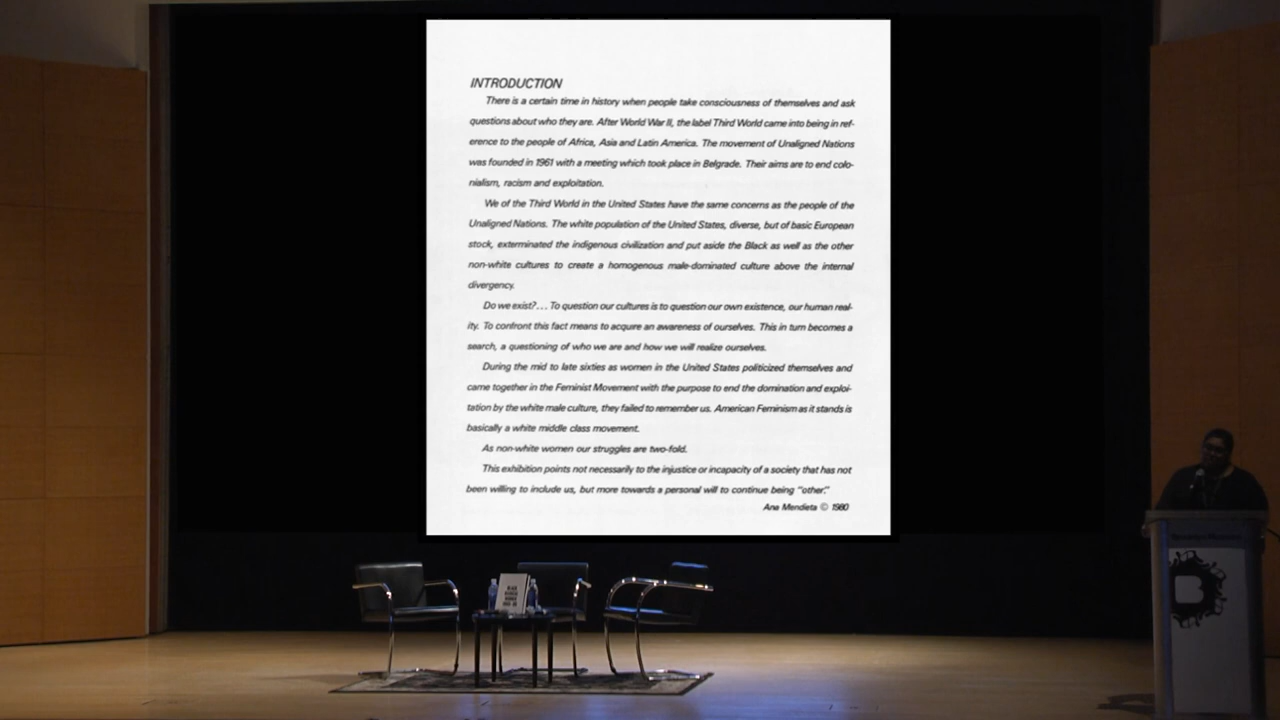 INTRODUCTION
There is a certain time in history when people take consciousness of themselves and ask
questions about who they are. After World War II, the label Third World came into being in ref-
erence to the people of Africa, Asia and Latin America. The movement of Unaligned Nations
was founded in 1961 with a meeting which took place in Belgrade. Their aims are to end colo-
nialism, racism and exploitation.
We of the Third World in the United States have the same concerns as the people of the
Unaligned Nations. The white population of the United States, diverse, but of basic European
stock, exterminated the indigenous civilization and put aside the Black as well as the other
non-white cultures to create a homogenous male-dominated culture above the internal
divergency.
Do we exist?... To question our cultures is to question our own existence, our human real-
ity. To confront this fact means to acquire an awareness of ourselves. This in turn becomes a
search, a questioning of who we are and how we will realize ourselves.
During the mid to late sixties as women in the United States politicized themselves and
came together in the Feminist Movement with the purpose to end the domination and exploi-
tation by the white male culture, they failed to remember us. American Feminism as it stands is
basically a white middle class movement.
As non-white women our struggles are two-fold.
This exhibition points not necessarily to the injustice or incapacity of a society that has not
been willing to include us, but more towards a personal will to continue being "other."
Ana Mendieta © 1980